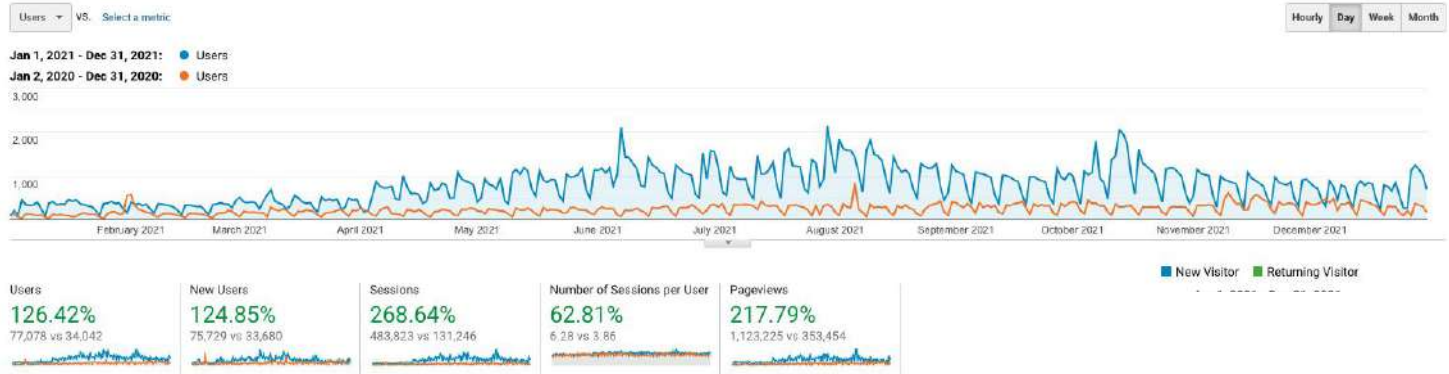 Users VS. Select a metric
Hourly Day Week Month
Jan 1, 2021 - Dec 31, 2021: Users
Jan 2, 2020 - Dec 31, 2020: Users
3,000
2,000
1,000
February 2021 March 2021 April 2021 May 2021 June 2021 July 2021 August 2021 September 2021 October 2021 November 2021 December 2021
New Visitor Returning Visitor
Users
126.42%
77,078 vs 34,042
New Users
124.85%
75,729 vs 33,680
Sessions
268.64%
483,823 vs 131,246
Number of Sessions per User
62.81%
6.28 vs 3.86
Pageviews
217.79%
1,123,225 vs 353,454